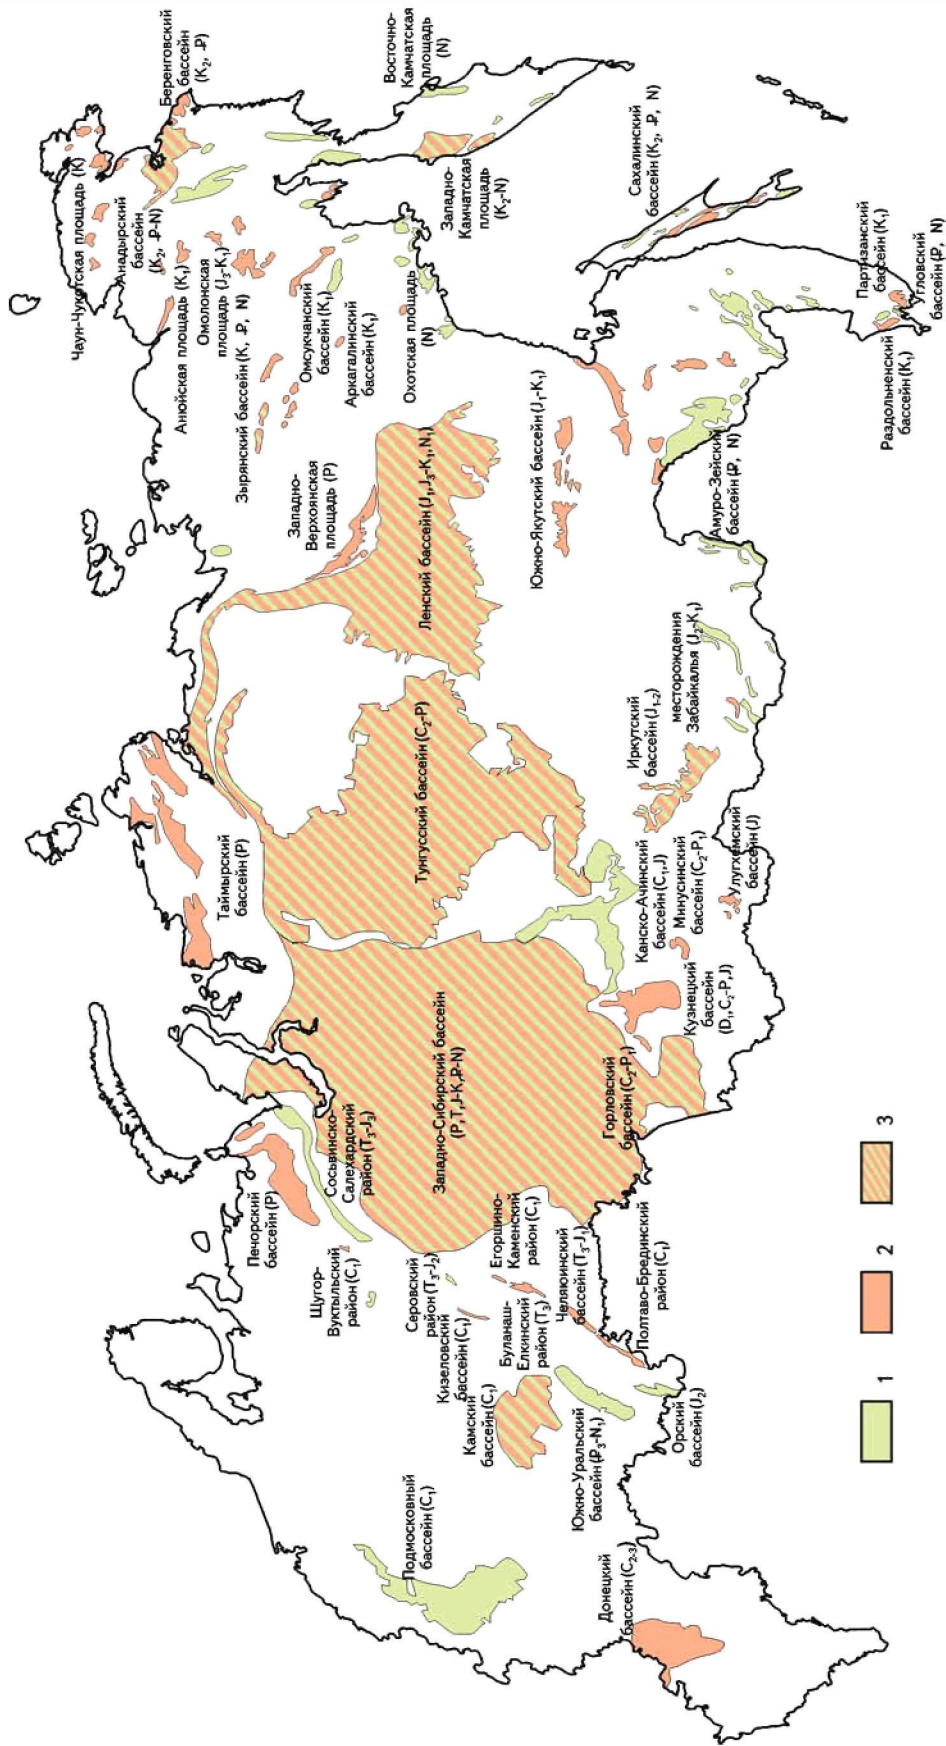 Беренговский
бассейн
(K₂, ₽)
Восточно-
Камчатская
площадь
(N)
Чаун-Чукотская площадь (K)
Анадырский
бассейн
(K₂, ₽-N)
Западно-
Камчатская
площадь
(K₂-N)
Сахалинский
бассейн (K₂, ₽, N)
Анюйская площадь (K₁)
Омолонская
площадь (J₃-K₁)
Зырянский бассейн (K, ₽, N)
Омсукчанский
бассейн (K₁)
Аркагалинский
бассейн (K₁)
Охотская площадь
(N)
Партизанский
бассейн (K₁)
Угловский
бассейн (₽, N)
Раздольненский
бассейн (K₁)
Западно-
Верхоянская
площадь (P)
Ленский бассейн (J₁,J₃-K₁,N₁)
Южно-Якутский бассейн (J₁-K₁)
Амуро-Зейский
бассейн (₽, N)
Таймырский
бассейн (P)
Тунгусский бассейн (C₂-P)
Иркутский
бассейн (J₁₋₂)
месторождения
Забайкалья (J₂-K₁)
Канско-Ачинский
бассейн (C₁,J)
Минусинский
бассейн (C₂-P₁)
Улугхемский
бассейн (J)
Кузнецкий
бассейн
(D₁,C₂-P,J)
Печорский
бассейн (P)
Сосьвинско-
Салехардский
район (T₃-J₃)
Западно-Сибирский бассейн
(P,T,J-K,₽-N)
Горловский
бассейн (C₂-P₁)
Щугор-
Вуктыльский
район (C₁)
Серовский
район (T₃-J₂)
Кизеловский
бассейн (C₁)
Егоршино-
Каменский
район (C₁)
Камский
бассейн (C₁)
Буланаш-
Елкинский
район (T₃)
Челяюинский
бассейн (T₃-J₁)
Полтаво-Брединский
район (C₁)
Подмосковный
бассейн (C₁)
Южно-Уральский
бассейн (₽₃-N₁)
Орский
бассейн (J₂)
Донецкий
бассейн (C₂₋₃)
1
2
3